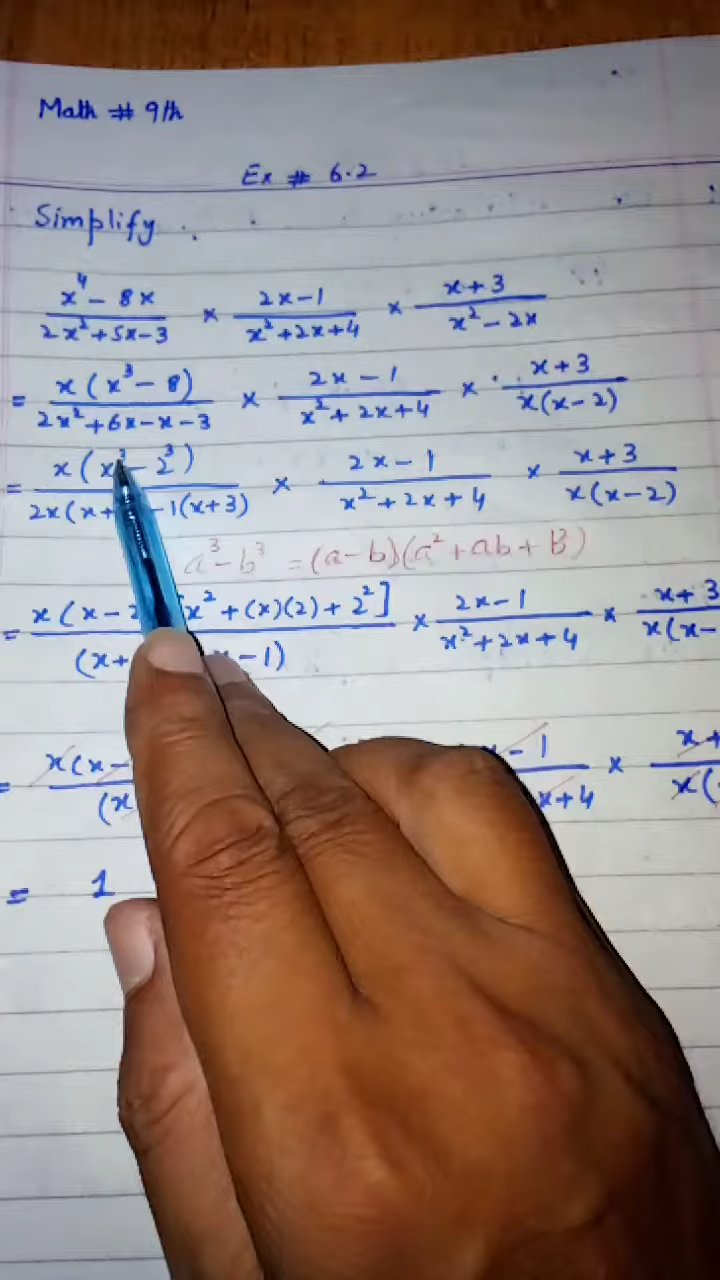 Math # 9th
Ex # 6.2
Simplify
x⁴ - 8x / 2x² + 5x - 3 × 2x - 1 / x² + 2x + 4 × x + 3 / x² - 2x
= x(x³ - 8) / 2x² + 6x - x - 3 × 2x - 1 / x² + 2x + 4 × x + 3 / x(x - 2)
= x(x³ - 2³) / 2x(x+ - 1(x+3) × 2x - 1 / x² + 2x + 4 × x + 3 / x(x - 2)
a³ - b³ = (a - b)(a² + ab + B)
= x(x - 2 [x² + (x)(2) + 2²] / (x+ - 1) × 2x - 1 / x² + 2x + 4 × x + 3 / x(x -
= x(x - / (x - 1 / x + 4 × x + / x(
= 1